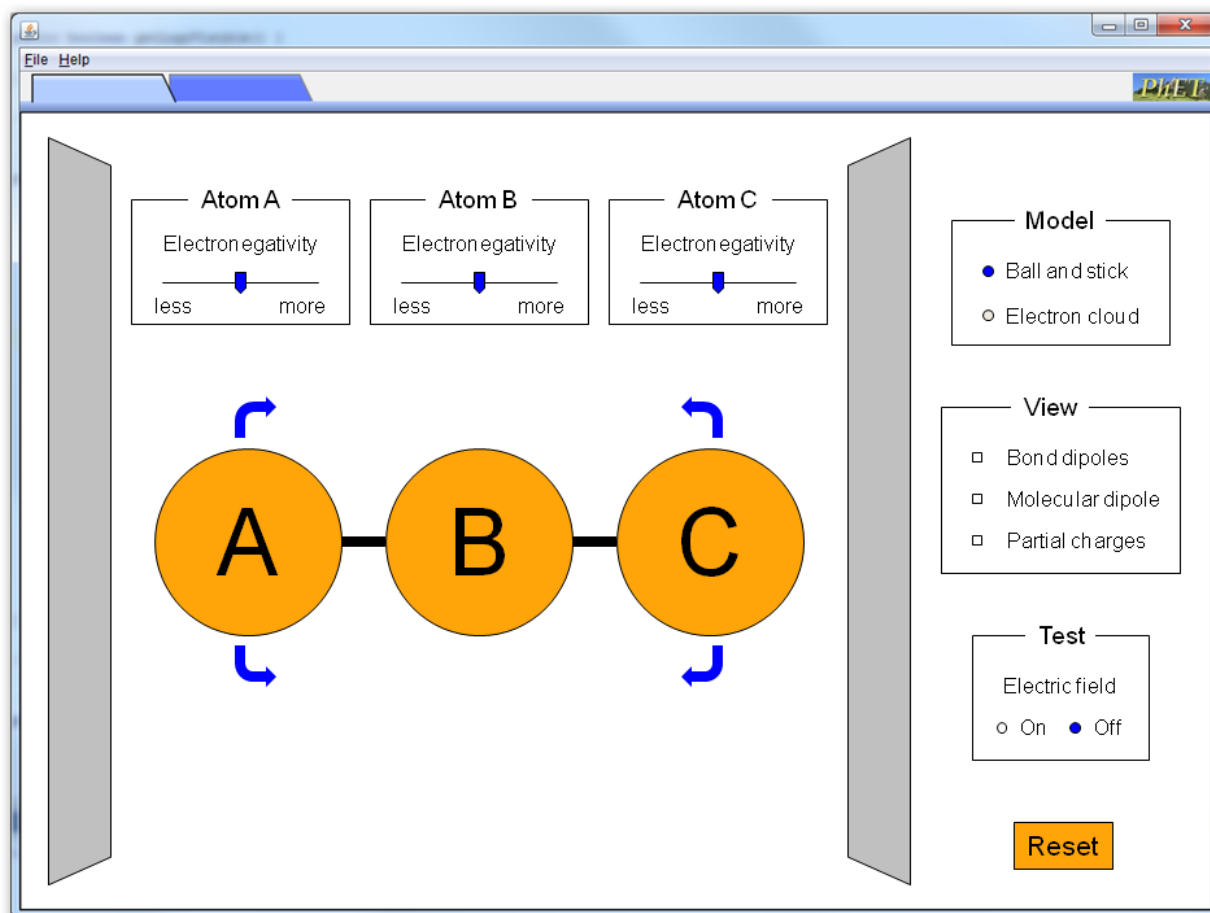 File Help
PhET
Atom A Atom B Atom C Model
Electronegativity Electronegativity Electronegativity
less more less more less more
Ball and stick
Electron cloud
A B C
View
Bond dipoles
Molecular dipole
Partial charges
Test
Electric field
On Off
Reset